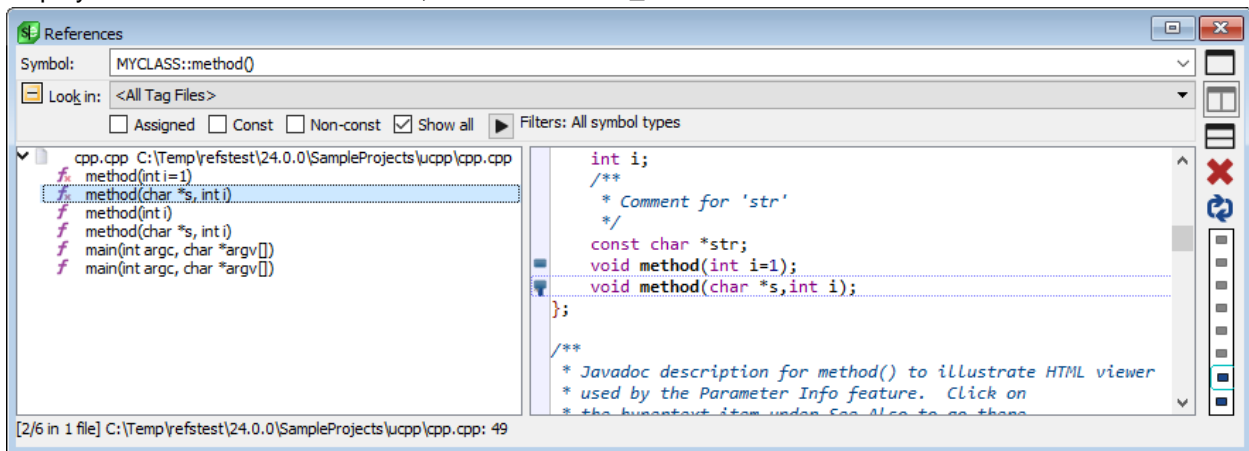 References
Symbol: MYCLASS::method()
Look in: <All Tag Files>
Assigned Const Non-const Show all Filters: All symbol types
cpp.cpp C:\Temp\refstest\24.0.0\SampleProjects\ucpp\cpp.cpp
method(int i=1)
method(char *s, int i)
method(int i)
method(char *s, int i)
main(int argc, char *argv[])
main(int argc, char *argv[])
int i;
/**
* Comment for 'str'
*/
const char *str;
void method(int i=1);
void method(char *s,int i);
};
/**
* Javadoc description for method() to illustrate HTML viewer
* used by the Parameter Info feature. Click on
[2/6 in 1 file] C:\Temp\refstest\24.0.0\SampleProjects\ucpp\cpp.cpp: 49